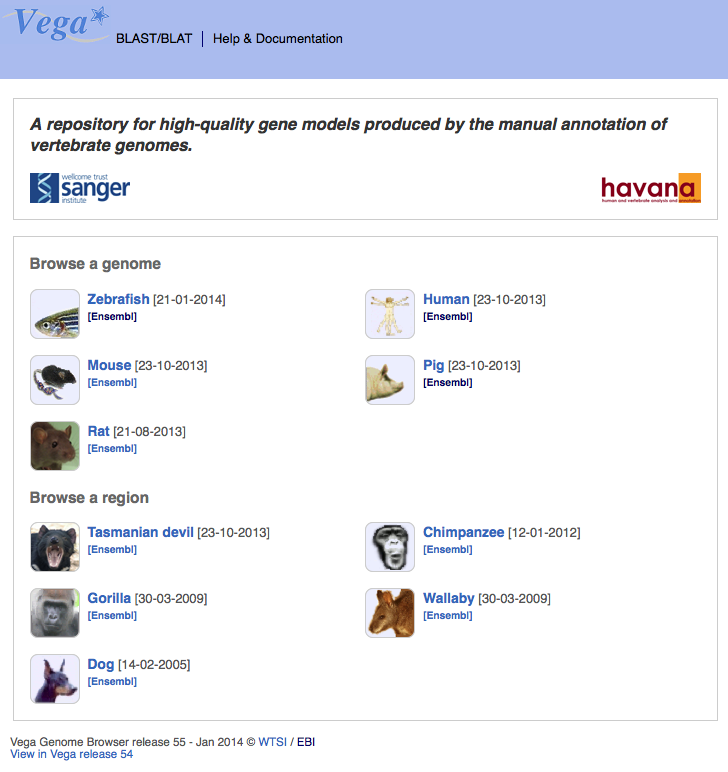 Vega
BLAST/BLAT | Help & Documentation
A repository for high-quality gene models produced by the manual annotation of
vertebrate genomes.
wellcome trust
sanger
institute
havana
human and vertebrate analysis and annotation
Browse a genome
Zebrafish [21-01-2014]
[Ensembl]
Human [23-10-2013]
[Ensembl]
Mouse [23-10-2013]
[Ensembl]
Pig [23-10-2013]
[Ensembl]
Rat [21-08-2013]
[Ensembl]
Browse a region
Tasmanian devil [23-10-2013]
[Ensembl]
Chimpanzee [12-01-2012]
[Ensembl]
Gorilla [30-03-2009]
[Ensembl]
Wallaby [30-03-2009]
[Ensembl]
Dog [14-02-2005]
[Ensembl]
Vega Genome Browser release 55 - Jan 2014 © WTSI / EBI
View in Vega release 54